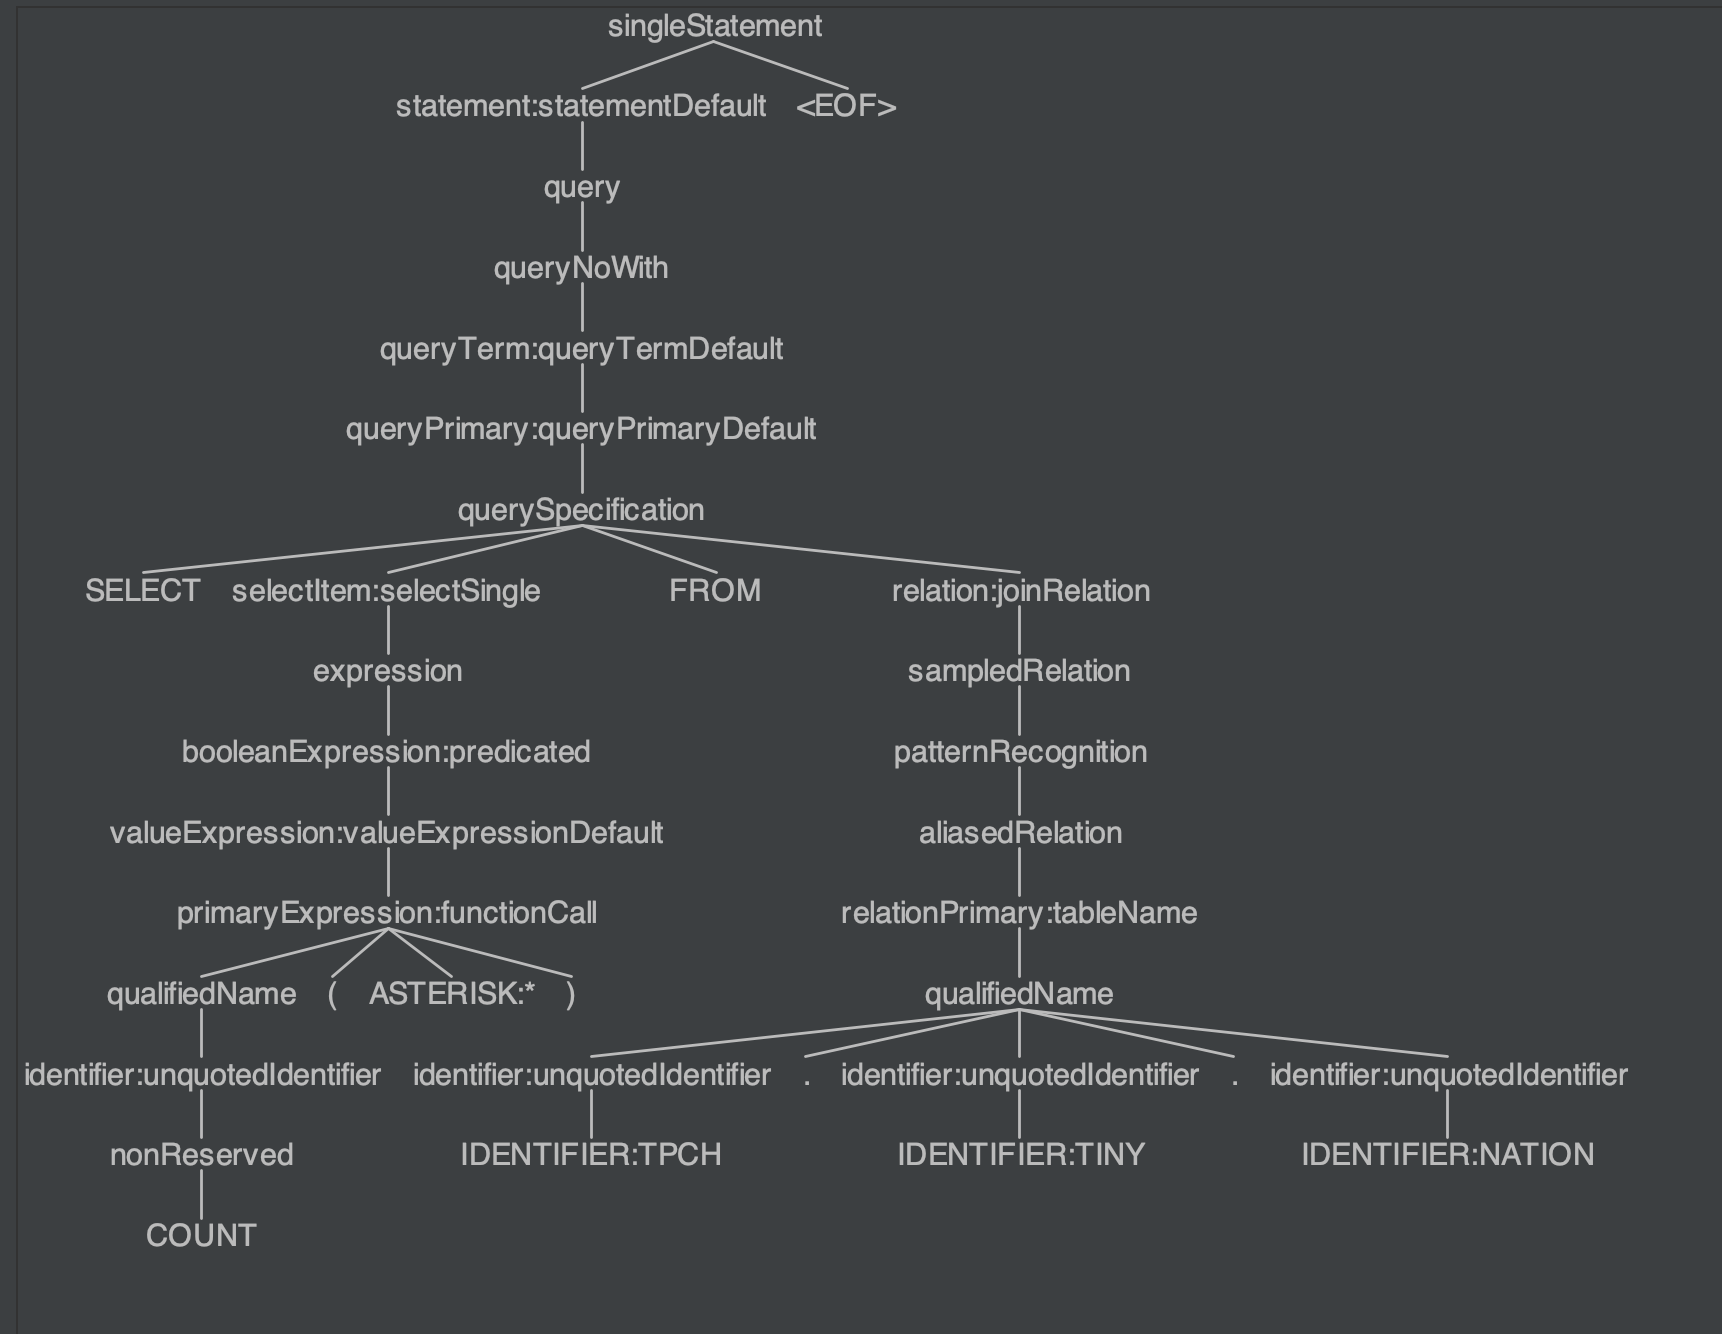 singleStatement
statement:statementDefault <EOF>
query
queryNoWith
queryTerm:queryTermDefault
queryPrimary:queryPrimaryDefault
querySpecification
SELECT selectItem:selectSingle FROM relation:joinRelation
expression sampledRelation
booleanExpression:predicated patternRecognition
valueExpression:valueExpressionDefault aliasedRelation
primaryExpression:functionCall relationPrimary:tableName
qualifiedName ( ASTERISK:* ) qualifiedName
identifier:unquotedIdentifier identifier:unquotedIdentifier . identifier:unquotedIdentifier . identifier:unquotedIdentifier
nonReserved IDENTIFIER:TPCH IDENTIFIER:TINY IDENTIFIER:NATION
COUNT